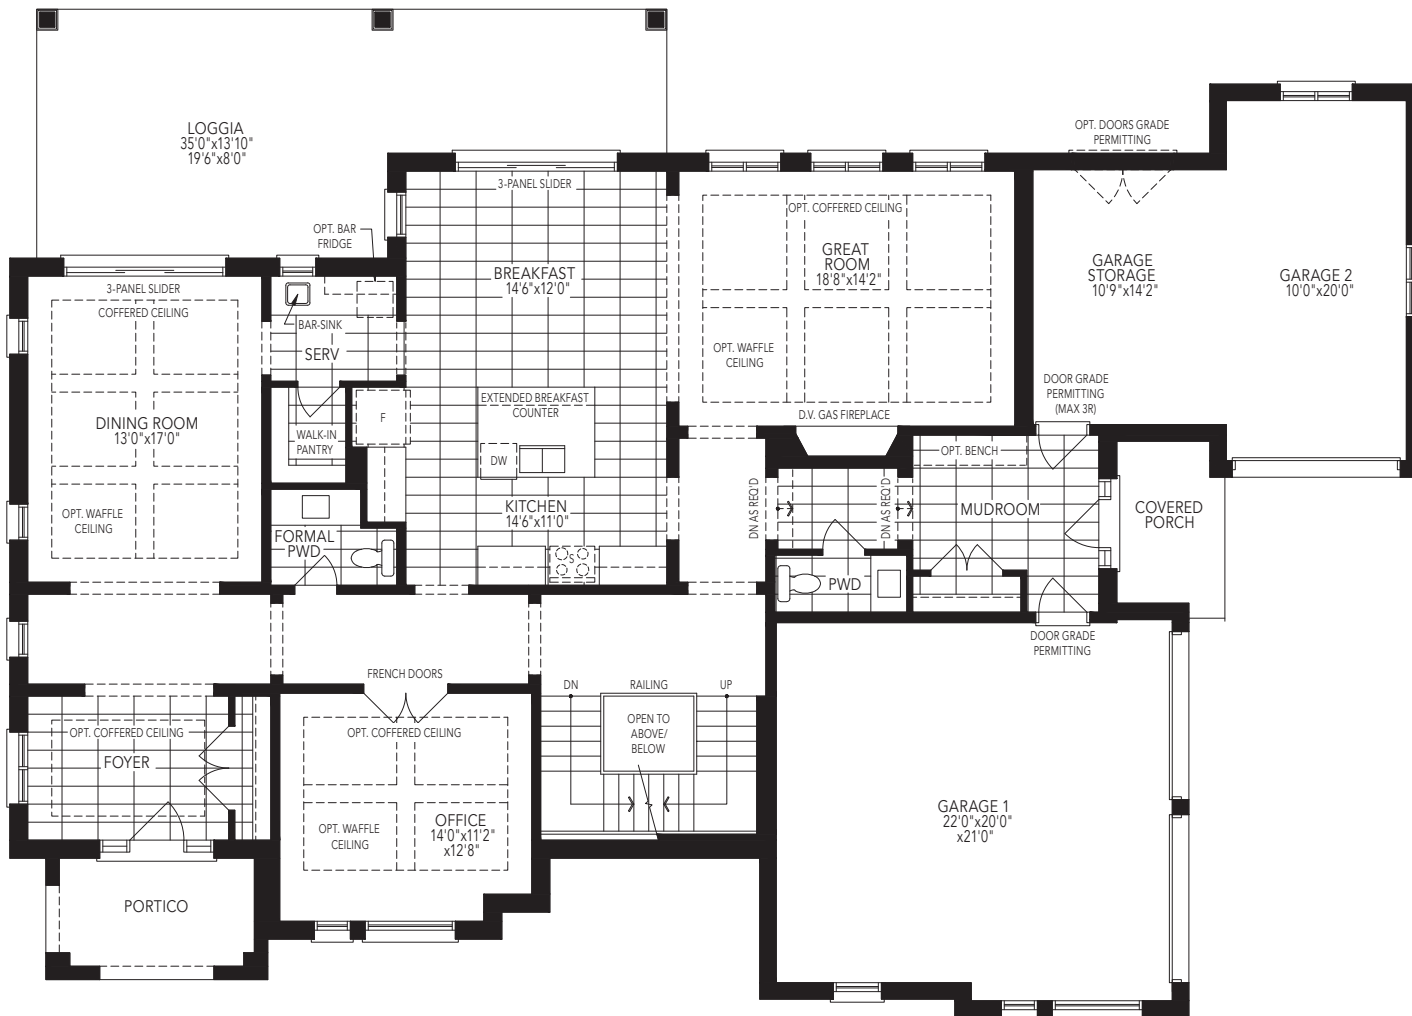 LOGGIA
35'0"x13'10"
19'6"x8'0"
OPT. BAR
FRIDGE
3-PANEL SLIDER
BREAKFAST
14'6"x12'0"
OPT. COFFERED CEILING
GREAT
ROOM
18'8"x14'2"
OPT. WAFFLE
CEILING
D.V. GAS FIREPLACE
OPT. DOORS GRADE
PERMITTING
GARAGE
STORAGE
10'9"x14'2"
GARAGE 2
10'0"x20'0"
DOOR GRADE
PERMITTING
(MAX 3R)
3-PANEL SLIDER
COFFERED CEILING
DINING ROOM
13'0"x17'0"
OPT. WAFFLE
CEILING
BAR-SINK
SERV
WALK-IN
PANTRY
F
EXTENDED BREAKFAST
COUNTER
DW
KITCHEN
14'6"x11'0"
S
FORMAL
PWD
DN AS REQ'D
DN AS REQ'D
OPT. BENCH
MUDROOM
COVERED
PORCH
PWD
DOOR GRADE
PERMITTING
FRENCH DOORS
DN
RAILING
UP
OPEN TO
ABOVE/
BELOW
OPT. COFFERED CEILING
FOYER
OPT. COFFERED CEILING
OPT. WAFFLE
CEILING
OFFICE
14'0"x11'2"
x12'8"
GARAGE 1
22'0"x20'0"
x21'0"
PORTICO